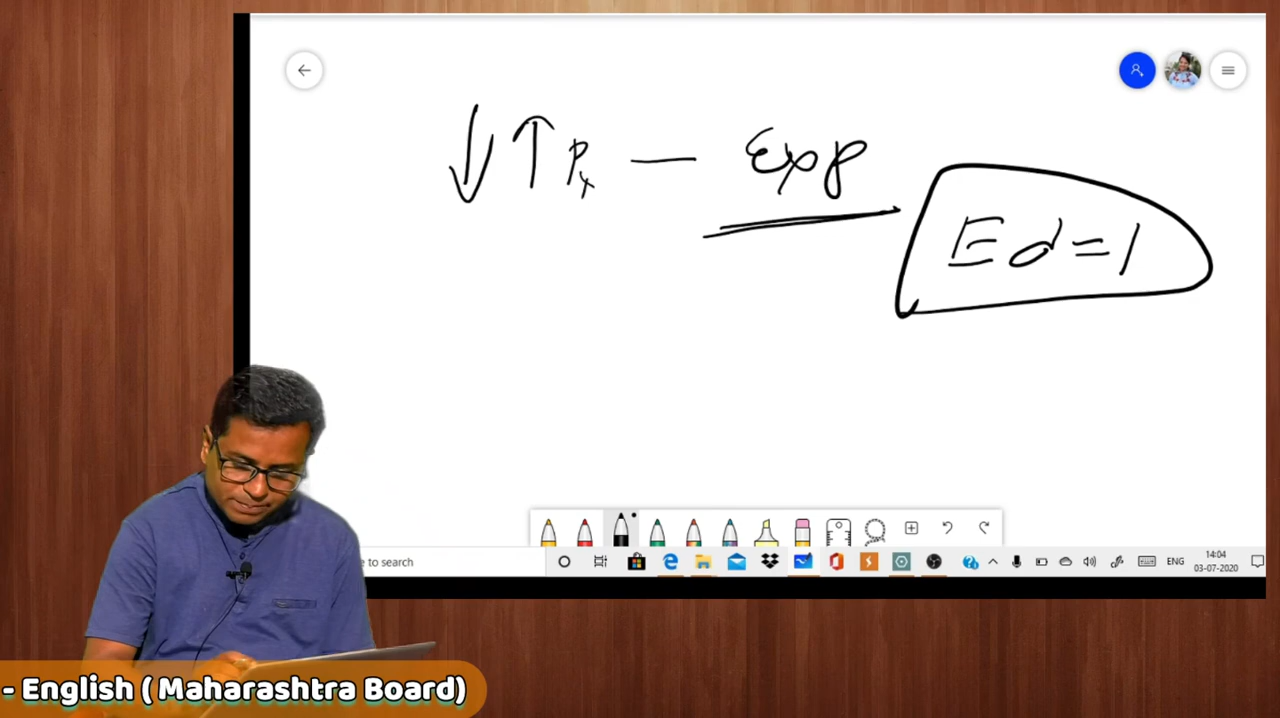 ↓ ↑ Px — Exp
Ed = 1
e to search
ENG
14:04
03-07-2020
- English ( Maharashtra Board)